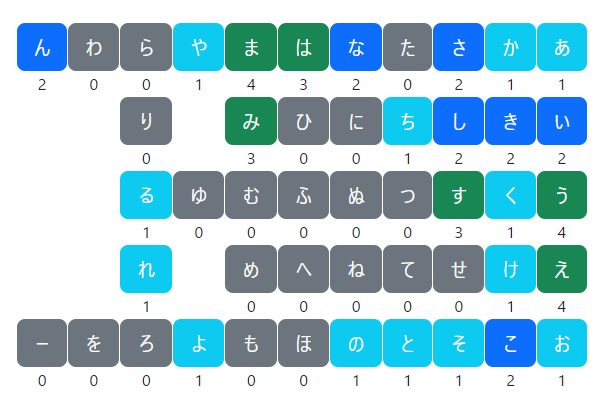 ん わ ら や ま は な た さ か あ
2 0 0 1 4 3 2 0 2 1 1
り み ひ に ち し き い
0 3 0 0 1 2 2 2
る ゆ む ふ ぬ つ す く う
1 0 0 0 0 0 3 1 4
れ め へ ね て せ け え
1 0 0 0 0 0 1 4
ー を ろ よ も ほ の と そ こ お
0 0 0 1 0 0 1 1 1 2 1